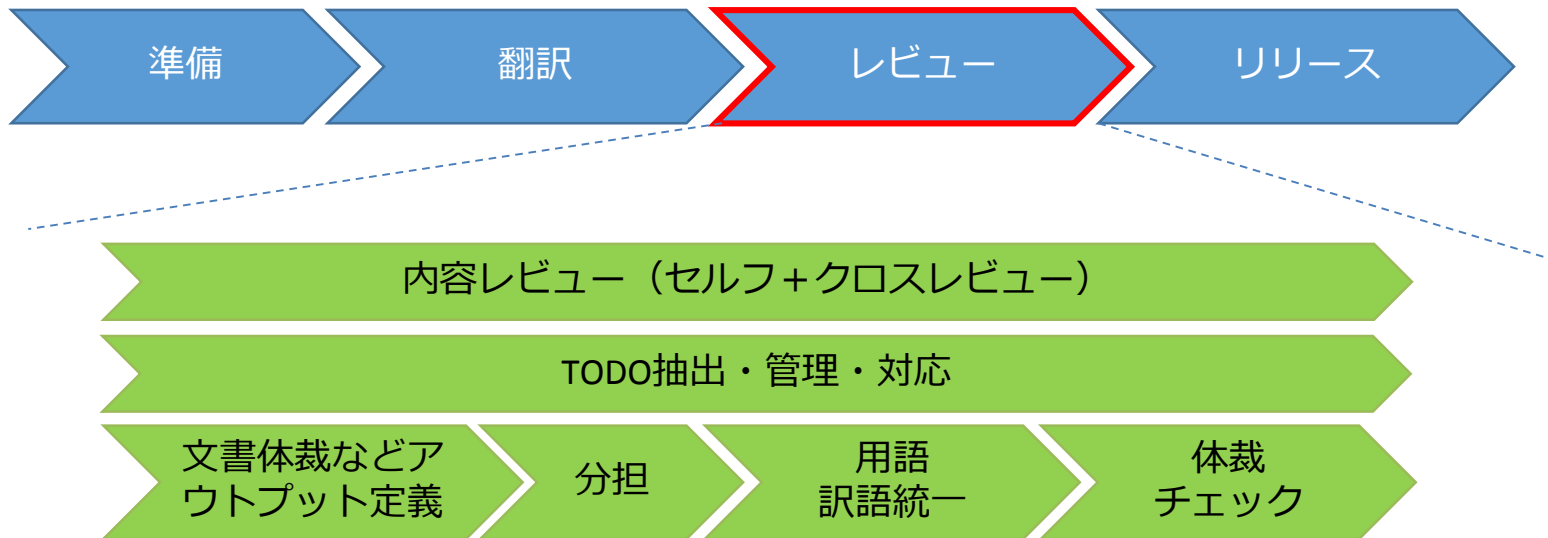 準備
翻訳
レビュー
リリース
内容レビュー（セルフ＋クロスレビュー）
TODO抽出・管理・対応
文書体裁などア
ウトプット定義
分担
用語
訳語統一
体裁
チェック